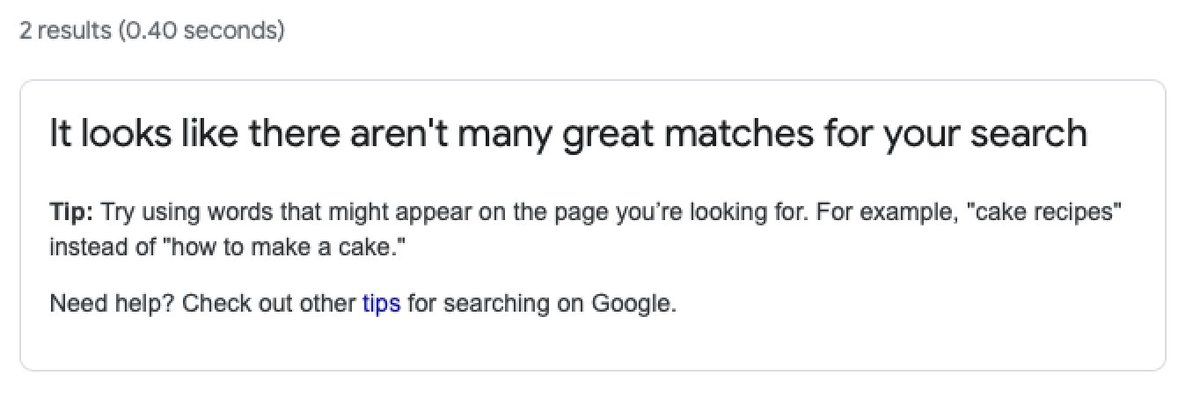 2 results (0.40 seconds)
It looks like there aren't many great matches for your search
Tip: Try using words that might appear on the page you’re looking for. For example, "cake recipes"
instead of "how to make a cake."
Need help? Check out other tips for searching on Google.